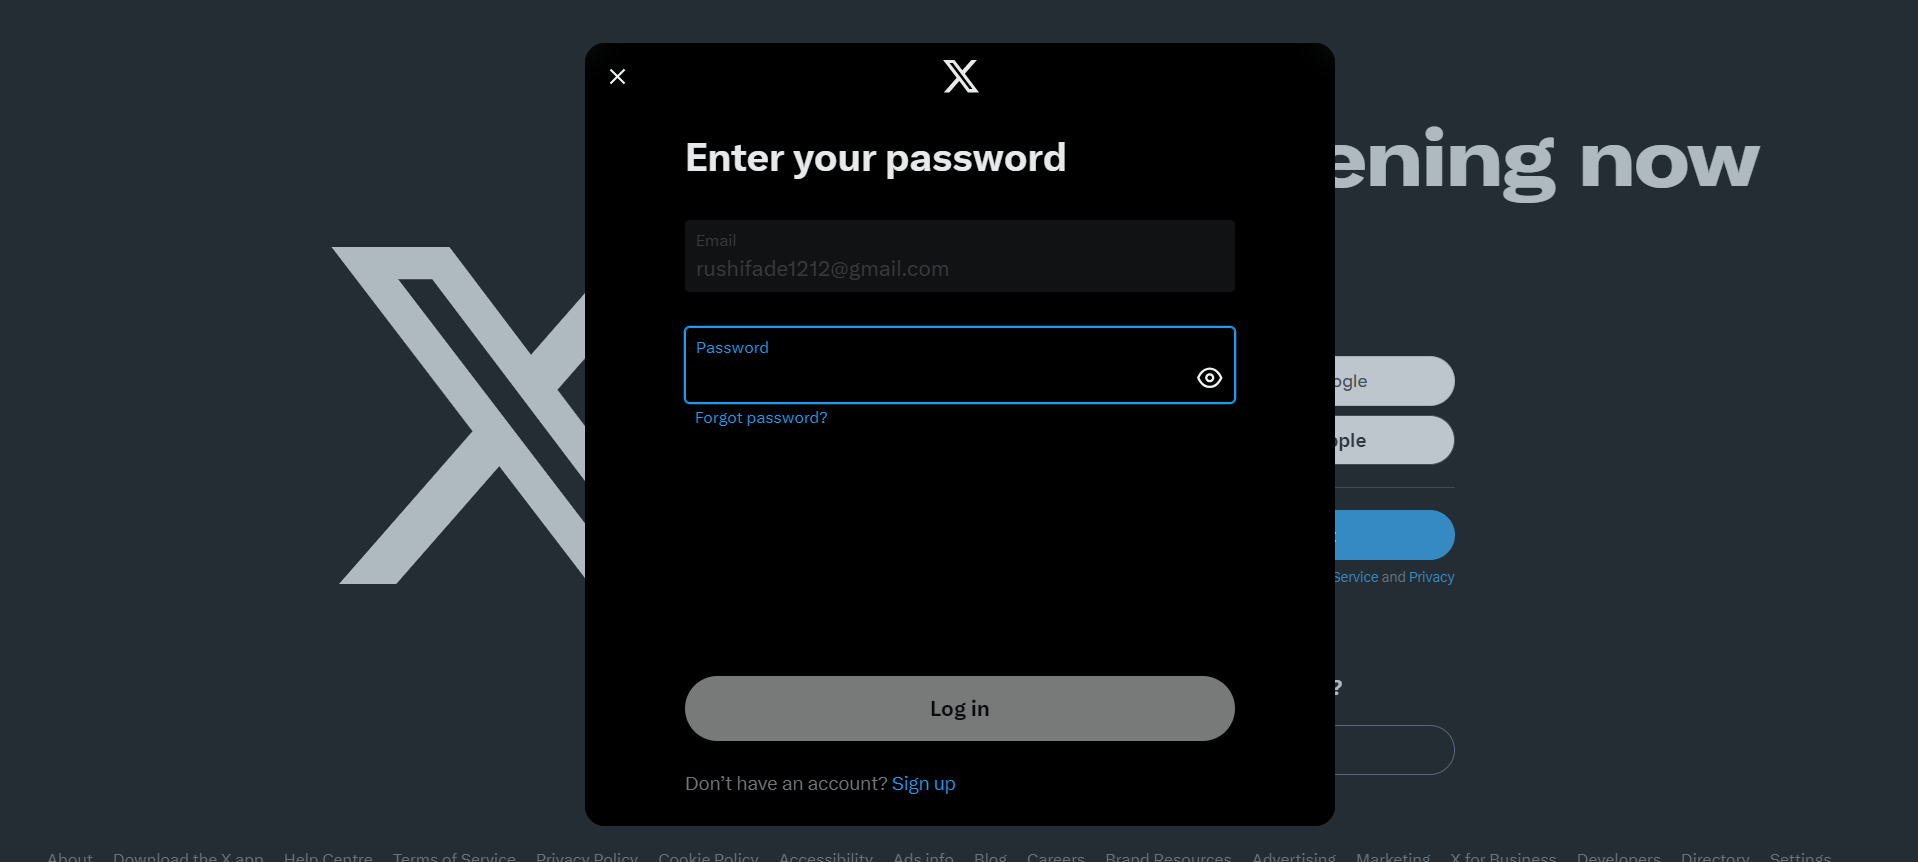 Enter your password
ening now
Email
rushifade1212@gmail.com
Password
Forgot password?
ogle
ople
Service and Privacy
Log in
?
Don’t have an account? Sign up
About Download the X app Help Centre Terms of Service Privacy Policy Cookie Policy Accessibility Ads info Blog Careers Brand Resources Advertising Marketing X for Business Developers Directory Settings